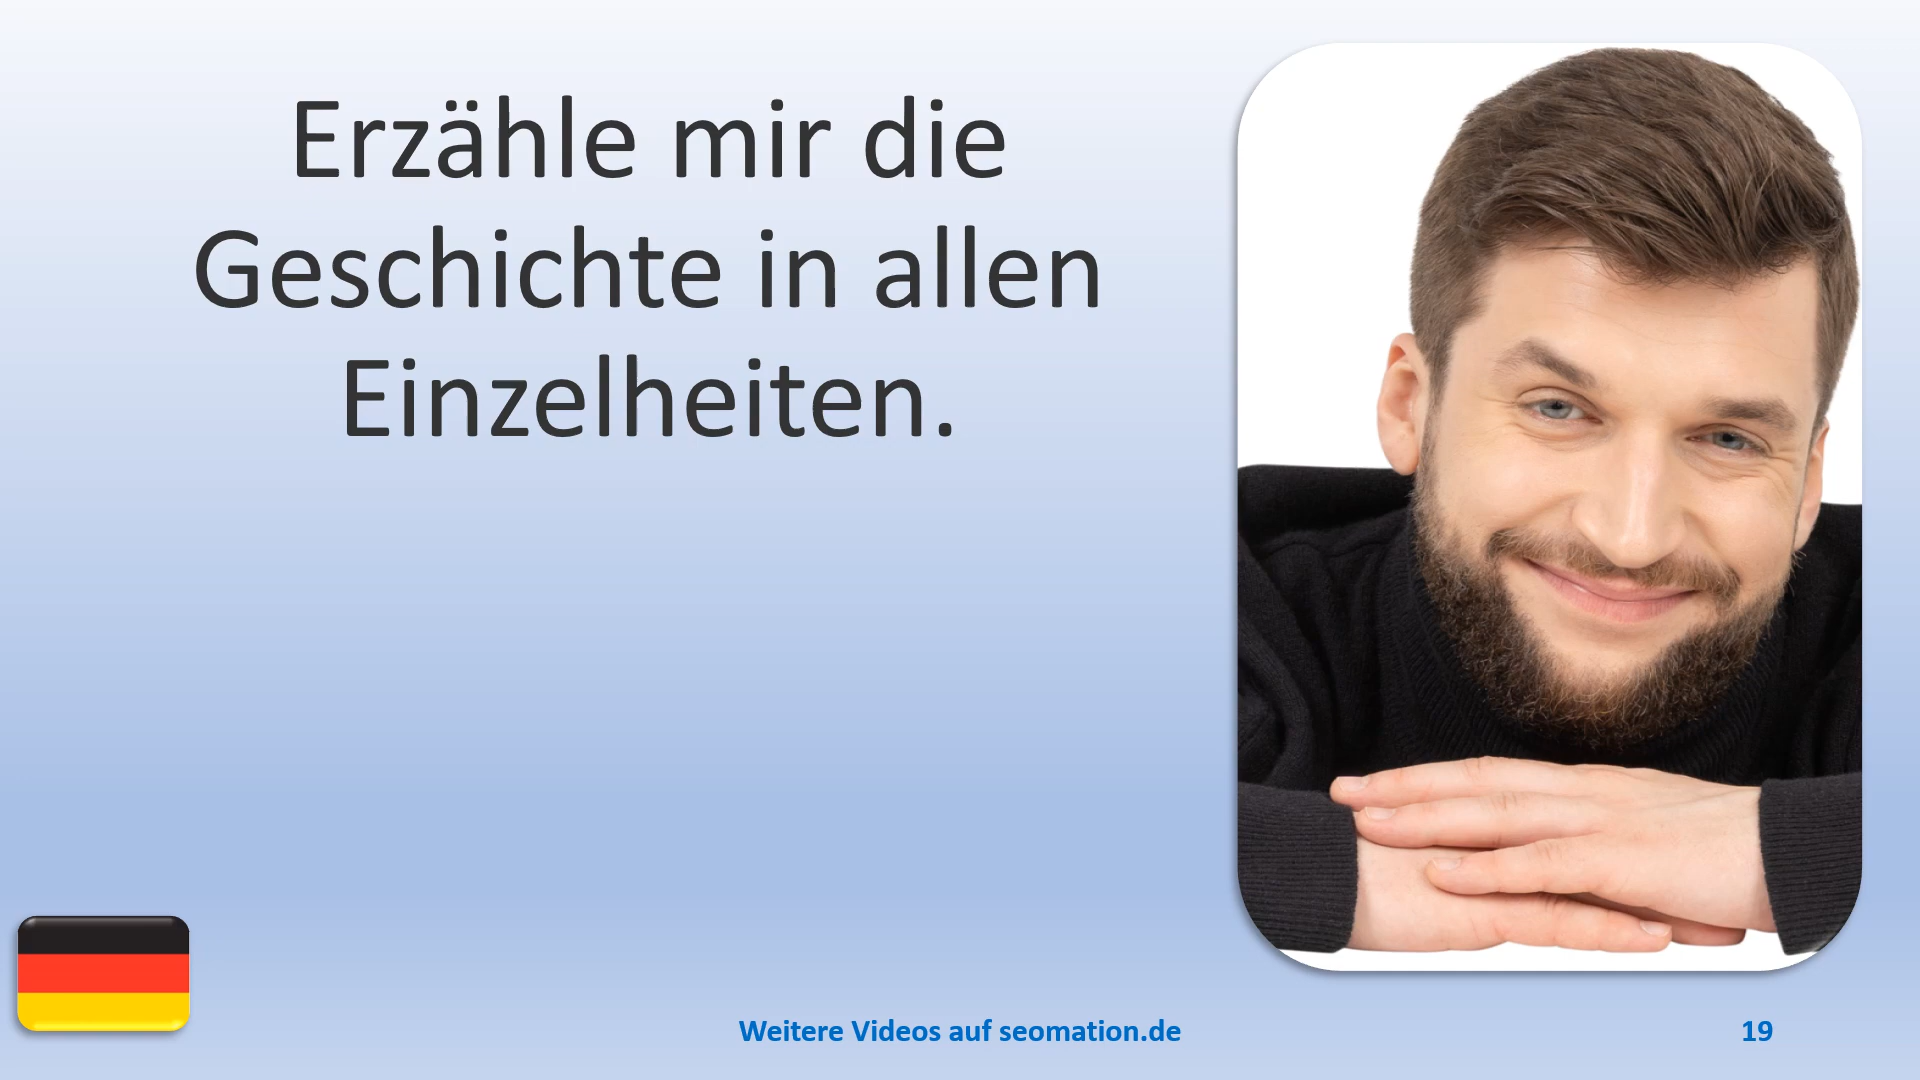 Erzähle mir die
Geschichte in allen
Einzelheiten.
Weitere Videos auf seomation.de
19